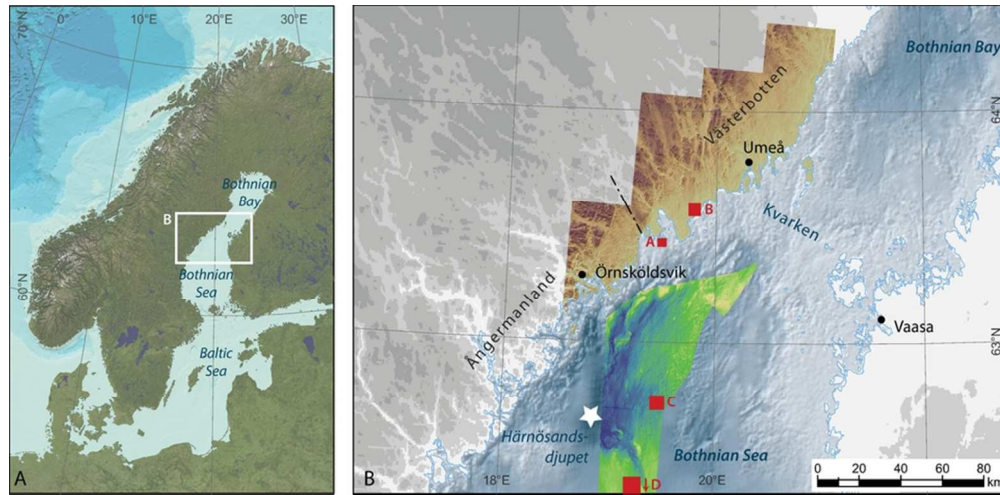 70°N
0°
10°E
20°E
30°E
60°N
B
Bothnian
Bay
Bothnian
Sea
Baltic
Sea
A
Bothnian Bay
64°N
Västerbotten
Umeå
B
Kvarken
A
Örnsköldsvik
Ångermanland
Vaasa
63°N
C
Härnösands-
djupet
Bothnian Sea
18°E
↓D
20°E
B
0 20 40 60 80
km